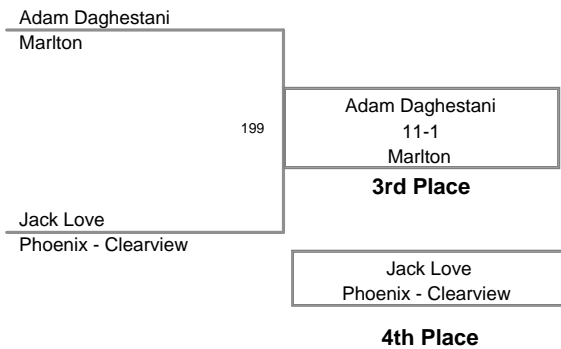 Adam Daghestani
Marlton
199
Adam Daghestani
11-1
Marlton
3rd Place
Jack Love
Phoenix - Clearview
Jack Love
Phoenix - Clearview
4th Place